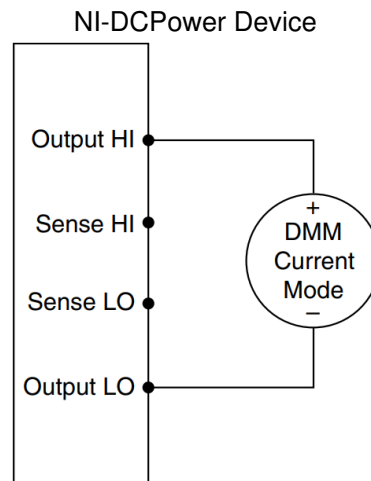 NI-DCPower Device
Output HI
Sense HI
Sense LO
Output LO
+
DMM
Current
Mode
–